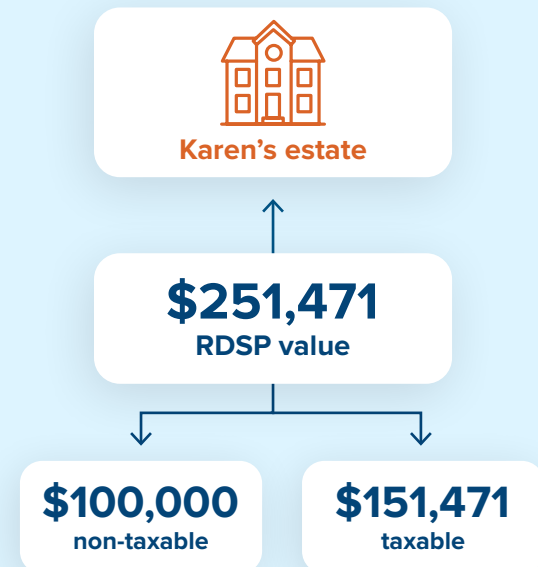 Karen’s estate
$251,471
RDSP value
$100,000
non-taxable
$151,471
taxable